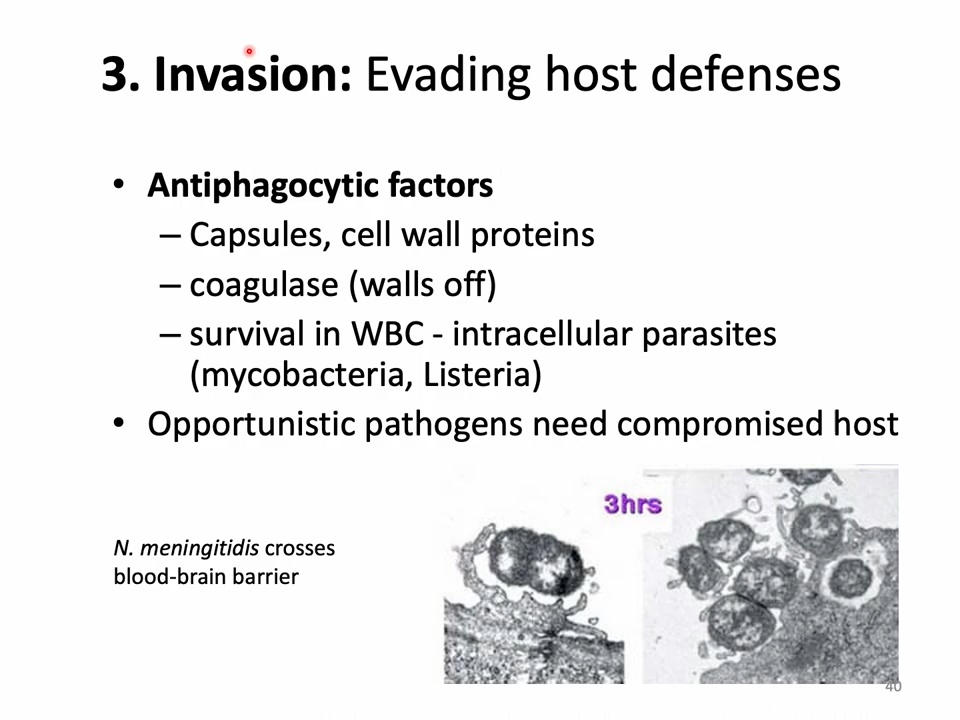 3. Invasion: Evading host defenses
• Antiphagocytic factors
– Capsules, cell wall proteins
– coagulase (walls off)
– survival in WBC - intracellular parasites
(mycobacteria, Listeria)
• Opportunistic pathogens need compromised host
3hrs
N. meningitidis crosses
blood-brain barrier
40